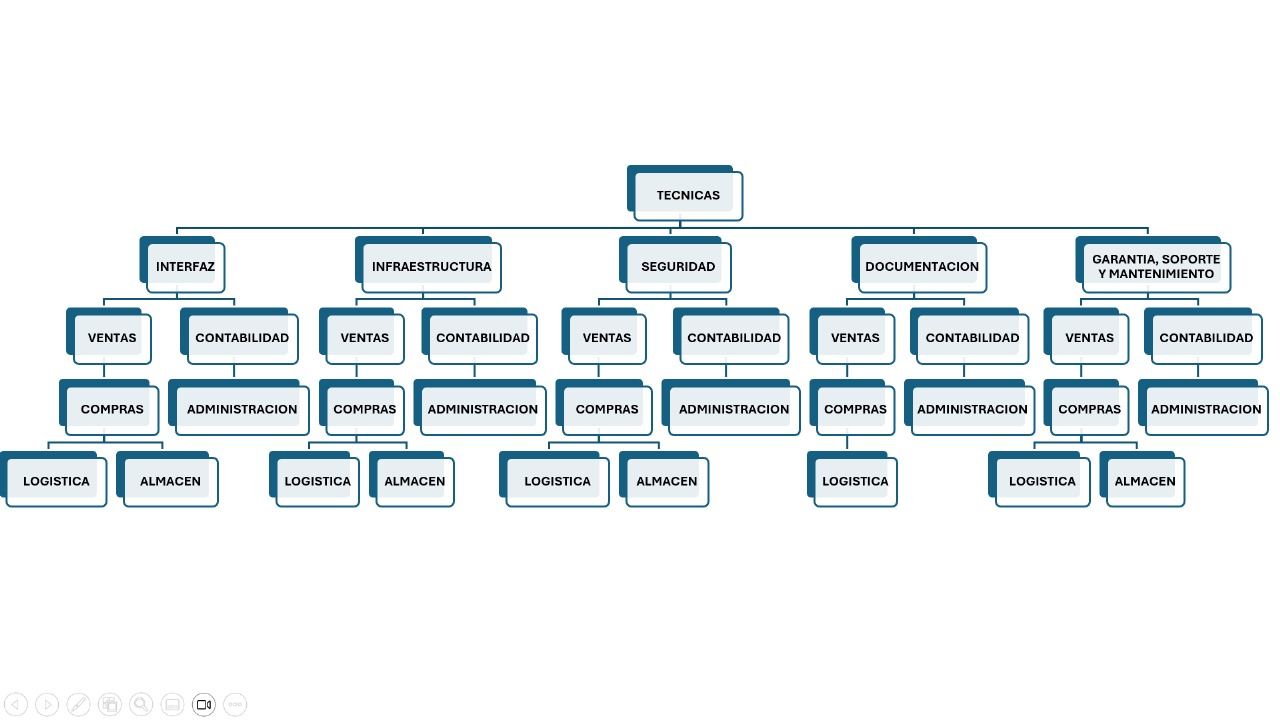 TECNICAS
INTERFAZ
INFRAESTRUCTURA
SEGURIDAD
DOCUMENTACION
GARANTIA, SOPORTE
Y MANTENIMIENTO
VENTAS
CONTABILIDAD
VENTAS
CONTABILIDAD
VENTAS
CONTABILIDAD
VENTAS
CONTABILIDAD
VENTAS
CONTABILIDAD
COMPRAS
ADMINISTRACION
COMPRAS
ADMINISTRACION
COMPRAS
ADMINISTRACION
COMPRAS
ADMINISTRACION
COMPRAS
ADMINISTRACION
LOGISTICA
ALMACEN
LOGISTICA
ALMACEN
LOGISTICA
ALMACEN
LOGISTICA
LOGISTICA
ALMACEN